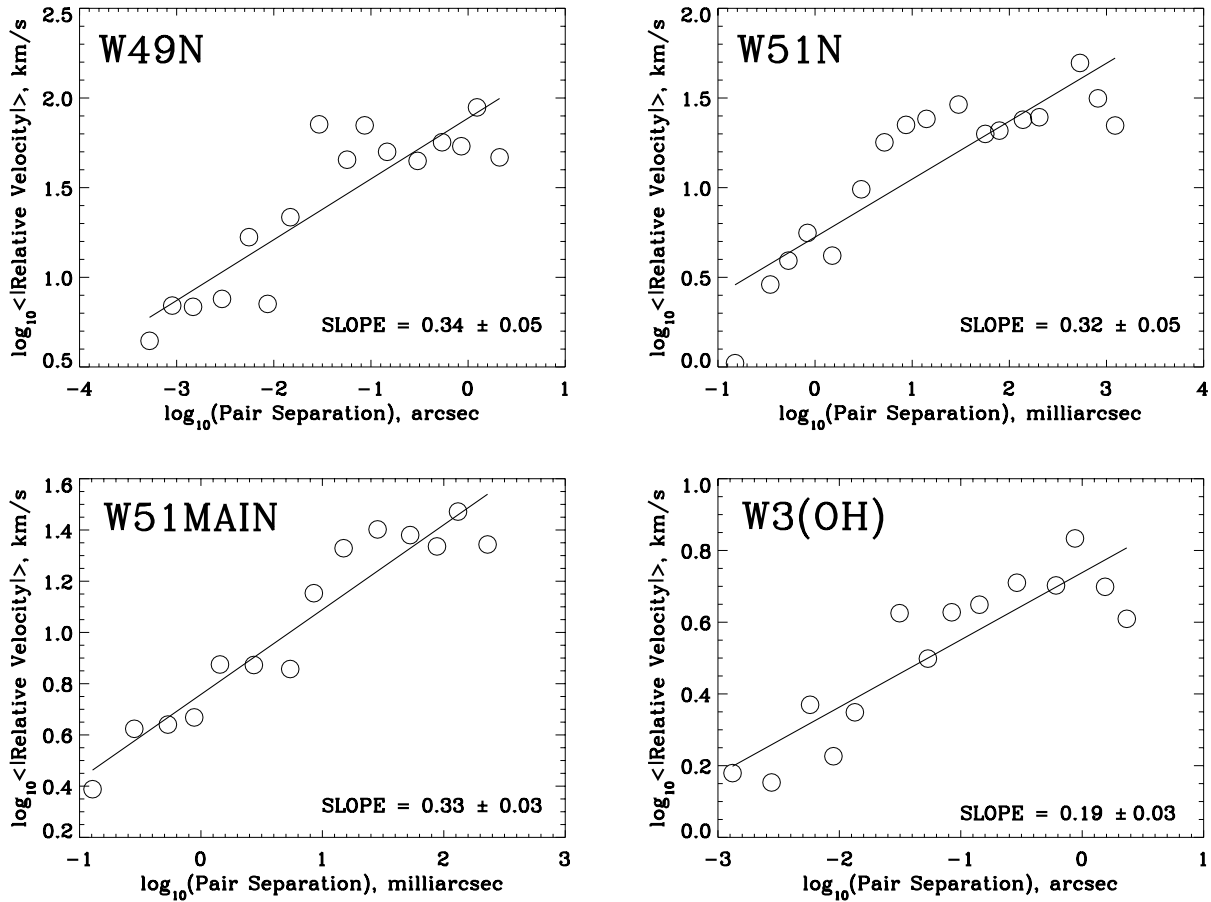 W49N
2.5
2.0
1.5
1.0
0.5
log10<|Relative Velocity|>, km/s
SLOPE = 0.34 ± 0.05
−4 −3 −2 −1 0 1
log10(Pair Separation), arcsec
W51N
2.0
1.5
1.0
0.5
0.0
log10<|Relative Velocity|>, km/s
SLOPE = 0.32 ± 0.05
−1 0 1 2 3 4
log10(Pair Separation), milliarcsec
W51MAIN
1.6
1.4
1.2
1.0
0.8
0.6
0.4
0.2
log10<|Relative Velocity|>, km/s
SLOPE = 0.33 ± 0.03
−1 0 1 2 3
log10(Pair Separation), milliarcsec
W3(OH)
1.0
0.8
0.6
0.4
0.2
0.0
log10<|Relative Velocity|>, km/s
SLOPE = 0.19 ± 0.03
−3 −2 −1 0 1
log10(Pair Separation), arcsec